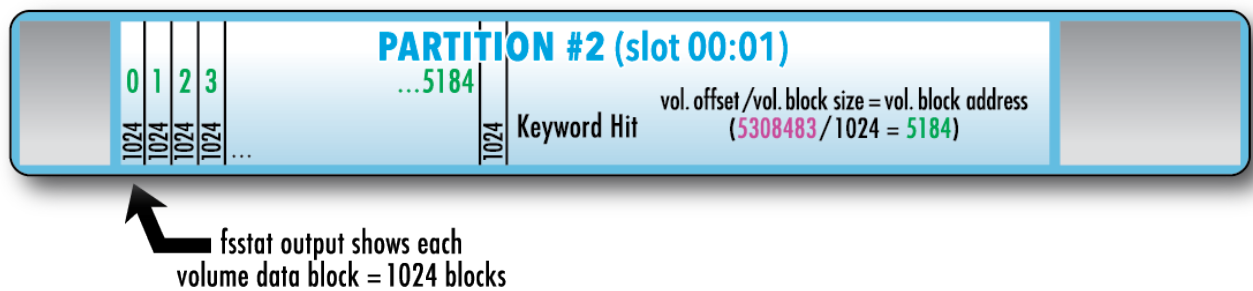 PARTITION #2 (slot 00:01)
0 1 2 3 ...5184
vol. offset/vol. block size = vol. block address
(5308483/1024 = 5184)
Keyword Hit
1024 1024 1024 1024 ... 1024
fsstat output shows each
volume data block = 1024 blocks